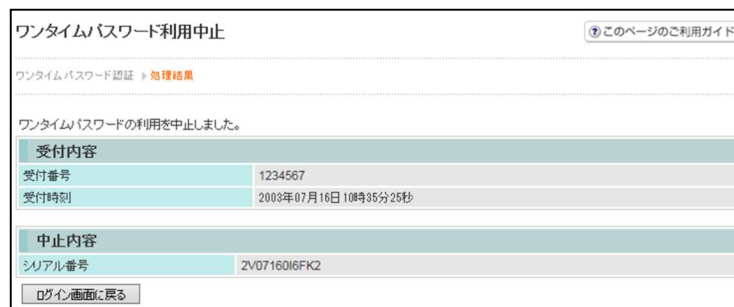 ワンタイムパスワード利用中止
?このページのご利用ガイド
ワンタイムパスワード認証 ▶ 処理結果
ワンタイムパスワードの利用を中止しました。
受付内容
受付番号 1234567
受付時刻 2003年07月16日10時35分25秒
中止内容
シリアル番号 2V07160I6FK2
ログイン画面に戻る